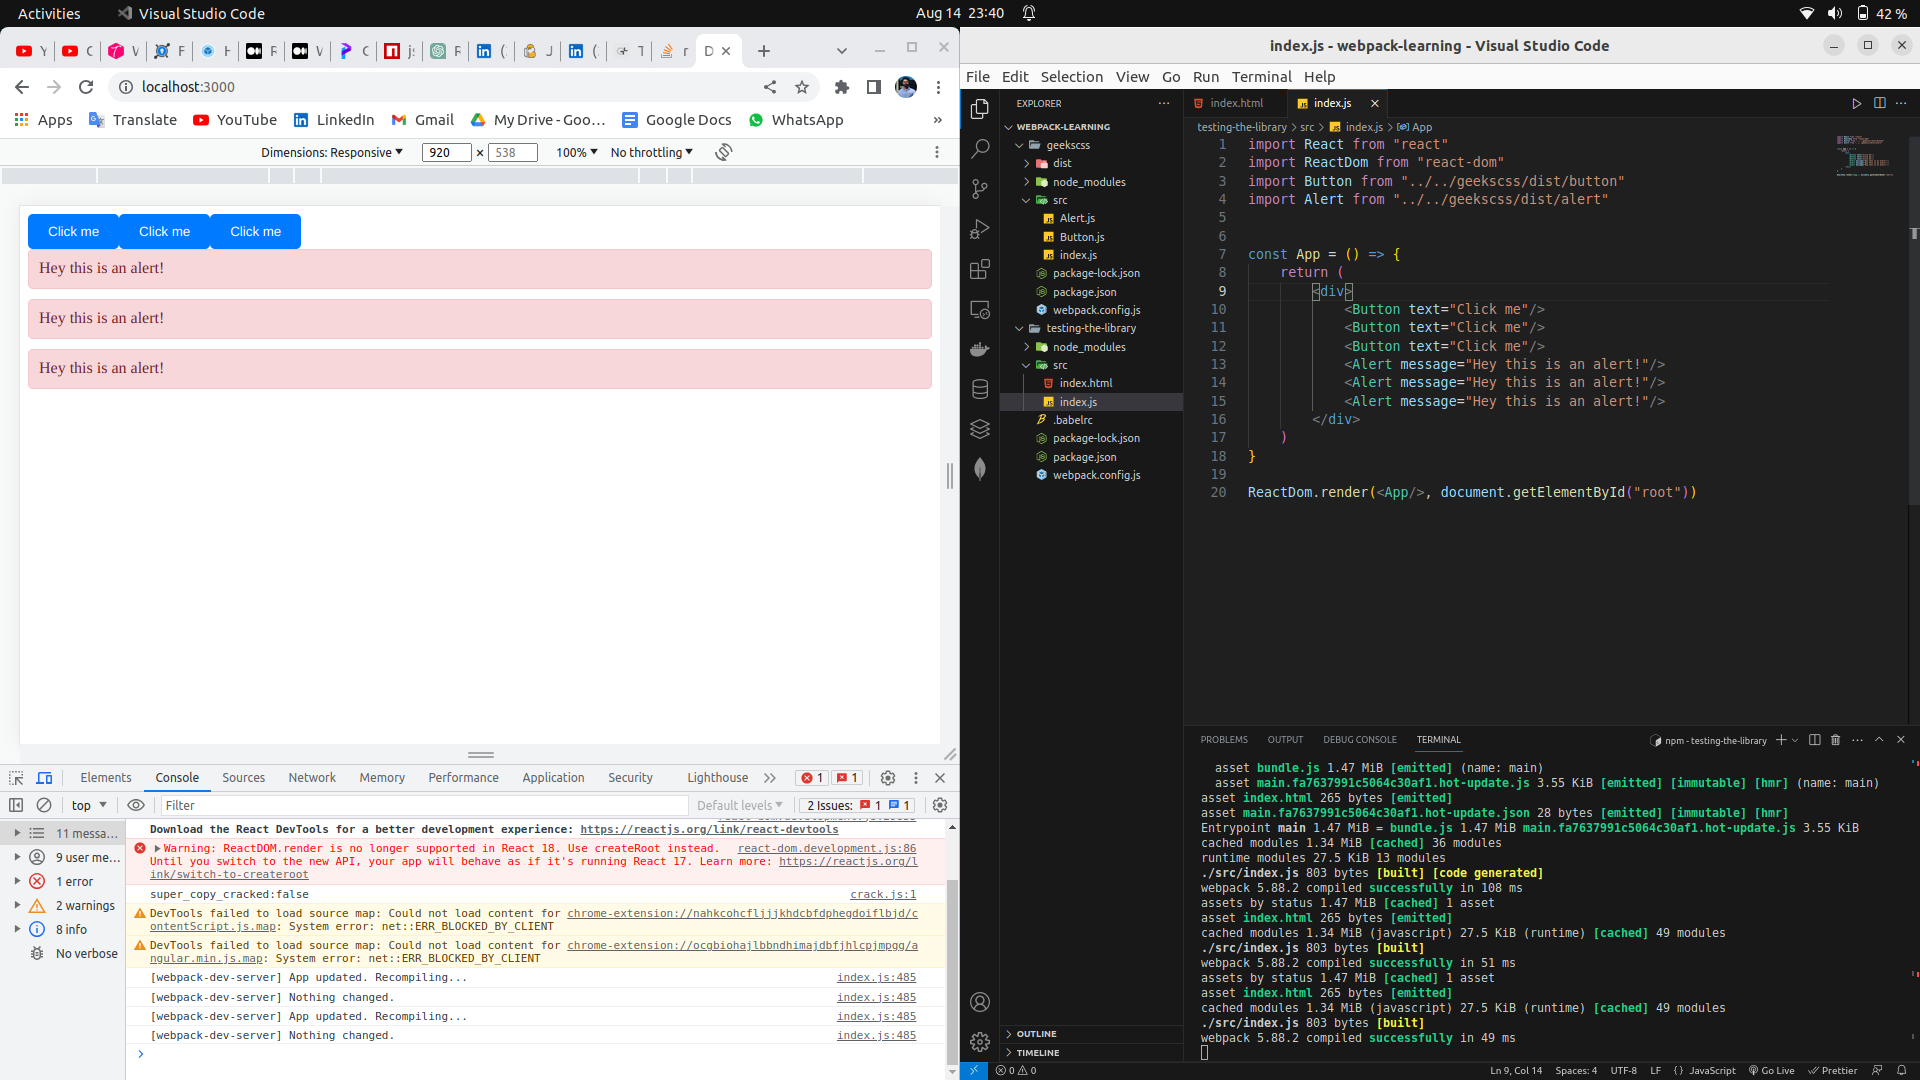 Activities
Visual Studio Code
Aug 14 23:40
42 %
localhost:3000
Apps Translate YouTube LinkedIn Gmail My Drive - Goo... Google Docs WhatsApp »
Dimensions: Responsive 920 × 538 100% No throttling
Click me Click me Click me
Hey this is an alert!
Hey this is an alert!
Hey this is an alert!
Elements Console Sources Network Memory Performance Application Security Lighthouse 1 1
top Filter Default levels 2 Issues: 1 1
11 messa...
9 user me...
1 error
2 warnings
8 info
No verbose
Download the React DevTools for a better development experience: https://reactjs.org/link/react-devtools
Warning: ReactDOM.render is no longer supported in React 18. Use createRoot instead. react-dom.development.js:86
Until you switch to the new API, your app will behave as if it's running React 17. Learn more: https://reactjs.org/l
ink/switch-to-createroot
super_copy_cracked:false crack.js:1
DevTools failed to load source map: Could not load content for chrome-extension://nahkcohcfljjjkhdcbfdphegdoiflbjd/c
ontentScript.js.map: System error: net::ERR_BLOCKED_BY_CLIENT
DevTools failed to load source map: Could not load content for chrome-extension://ocgbiohajlbbndhimajdbfjhlcpjmpgg/a
ngular.min.js.map: System error: net::ERR_BLOCKED_BY_CLIENT
[webpack-dev-server] App updated. Recompiling... index.js:485
[webpack-dev-server] Nothing changed. index.js:485
[webpack-dev-server] App updated. Recompiling... index.js:485
[webpack-dev-server] Nothing changed. index.js:485
index.js - webpack-learning - Visual Studio Code
File Edit Selection View Go Run Terminal Help
EXPLORER
WEBPACK-LEARNING
geekscss
dist
node_modules
src
Alert.js
Button.js
index.js
package-lock.json
package.json
webpack.config.js
testing-the-library
node_modules
src
index.html
index.js
.babelrc
package-lock.json
package.json
webpack.config.js
OUTLINE
TIMELINE
index.html index.js
testing-the-library > src > index.js > App
1 import React from "react"
2 import ReactDom from "react-dom"
3 import Button from "../../geekscss/dist/button"
4 import Alert from "../../geekscss/dist/alert"
5
6
7 const App = () => {
8 return (
9 <div>
10 <Button text="Click me"/>
11 <Button text="Click me"/>
12 <Button text="Click me"/>
13 <Alert message="Hey this is an alert!"/>
14 <Alert message="Hey this is an alert!"/>
15 <Alert message="Hey this is an alert!"/>
16 </div>
17 )
18 }
19
20 ReactDom.render(<App/>, document.getElementById("root"))
PROBLEMS OUTPUT DEBUG CONSOLE TERMINAL npm - testing-the-library
asset bundle.js 1.47 MiB [emitted] (name: main)
asset main.fa7637991c5064c30af1.hot-update.js 3.55 KiB [emitted] [immutable] [hmr] (name: main)
asset index.html 265 bytes [emitted]
asset main.fa7637991c5064c30af1.hot-update.json 28 bytes [emitted] [immutable] [hmr]
Entrypoint main 1.47 MiB = bundle.js 1.47 MiB main.fa7637991c5064c30af1.hot-update.js 3.55 KiB
cached modules 1.34 MiB [cached] 36 modules
runtime modules 27.5 KiB 13 modules
./src/index.js 803 bytes [built] [code generated]
webpack 5.88.2 compiled successfully in 108 ms
assets by status 1.47 MiB [cached] 1 asset
asset index.html 265 bytes [emitted]
cached modules 1.34 MiB (javascript) 27.5 KiB (runtime) [cached] 49 modules
./src/index.js 803 bytes [built]
webpack 5.88.2 compiled successfully in 51 ms
assets by status 1.47 MiB [cached] 1 asset
asset index.html 265 bytes [emitted]
cached modules 1.34 MiB (javascript) 27.5 KiB (runtime) [cached] 49 modules
./src/index.js 803 bytes [built]
webpack 5.88.2 compiled successfully in 49 ms
0 0 Ln 9, Col 14 Spaces: 4 UTF-8 LF {} JavaScript Go Live Prettier